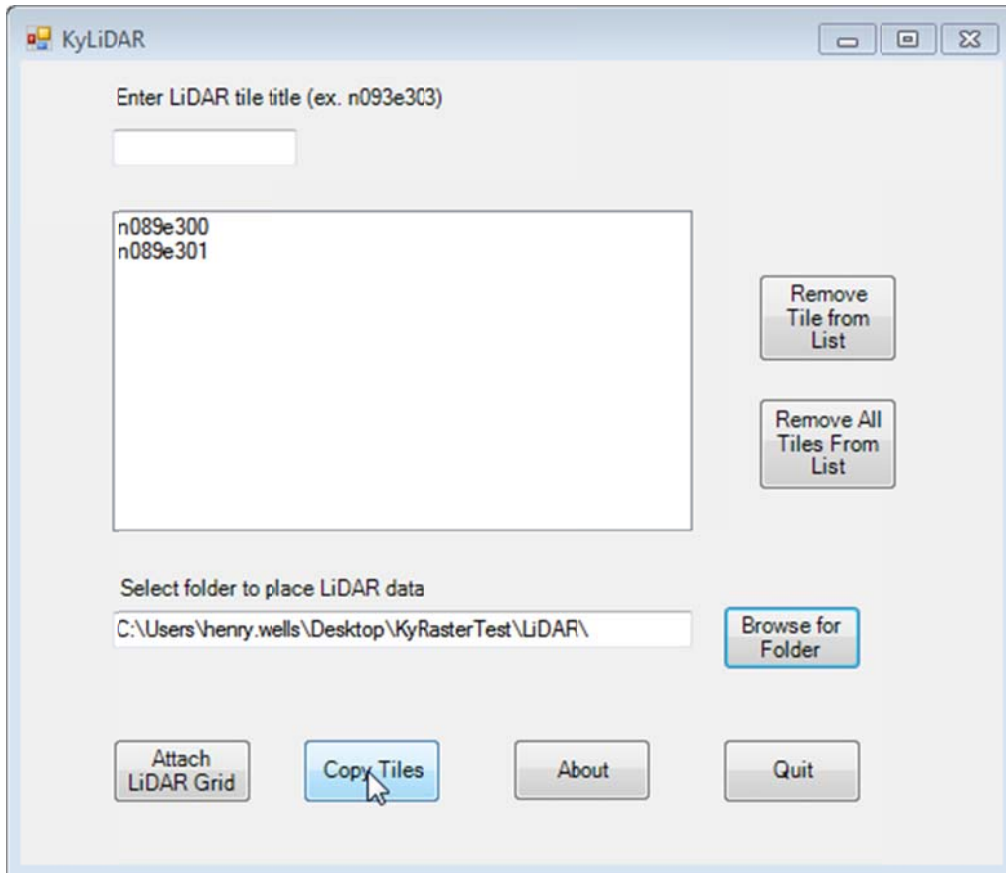 KyLiDAR
Enter LiDAR tile title (ex. n093e303)
n089e300
n089e301
Remove
Tile from
List
Remove All
Tiles From
List
Select folder to place LiDAR data
C:\Users\henry.wells\Desktop\KyRasterTest\LiDAR\
Browse for
Folder
Attach
LiDAR Grid
Copy Tiles
About
Quit